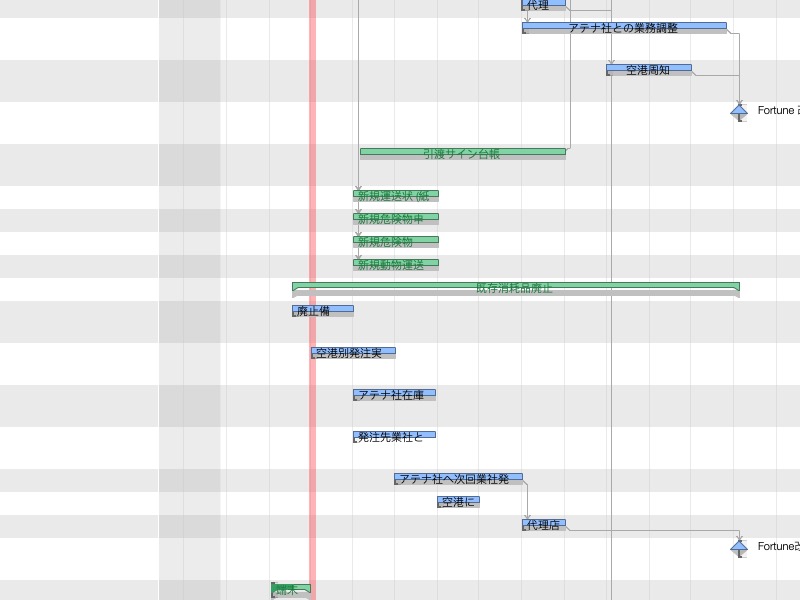 代理
アテナ社との業務調整
空港周知
Fortune
引渡サイン台帳
新規運送状 (紙
新規危険物申
新規危険物
新規動物運送
既存消耗品廃止
廃止備
空港別発注実
アテナ社在庫
発注先業社と
アテナ社へ次回業社発
空港に
代理店
Fortune改
端末